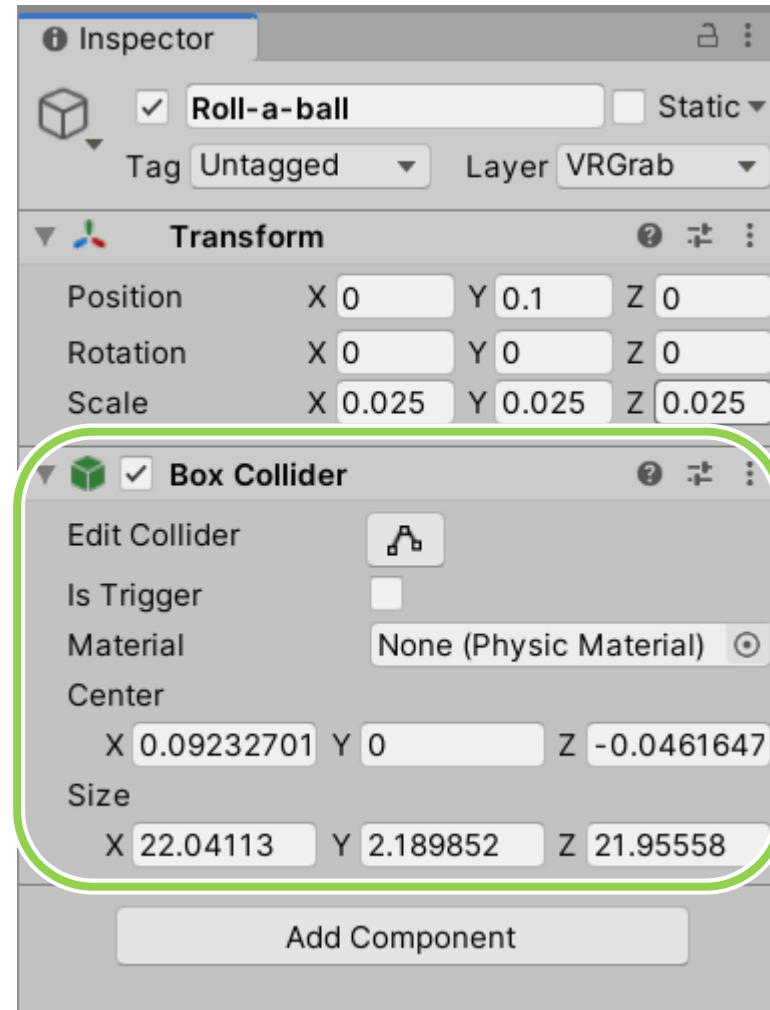 Inspector
Roll-a-ball Static
Tag Untagged Layer VRGrab
Transform
Position X 0 Y 0.1 Z 0
Rotation X 0 Y 0 Z 0
Scale X 0.025 Y 0.025 Z 0.025
Box Collider
Edit Collider
Is Trigger
Material None (Physic Material)
Center
X 0.09232701 Y 0 Z -0.0461647
Size
X 22.04113 Y 2.189852 Z 21.95558
Add Component